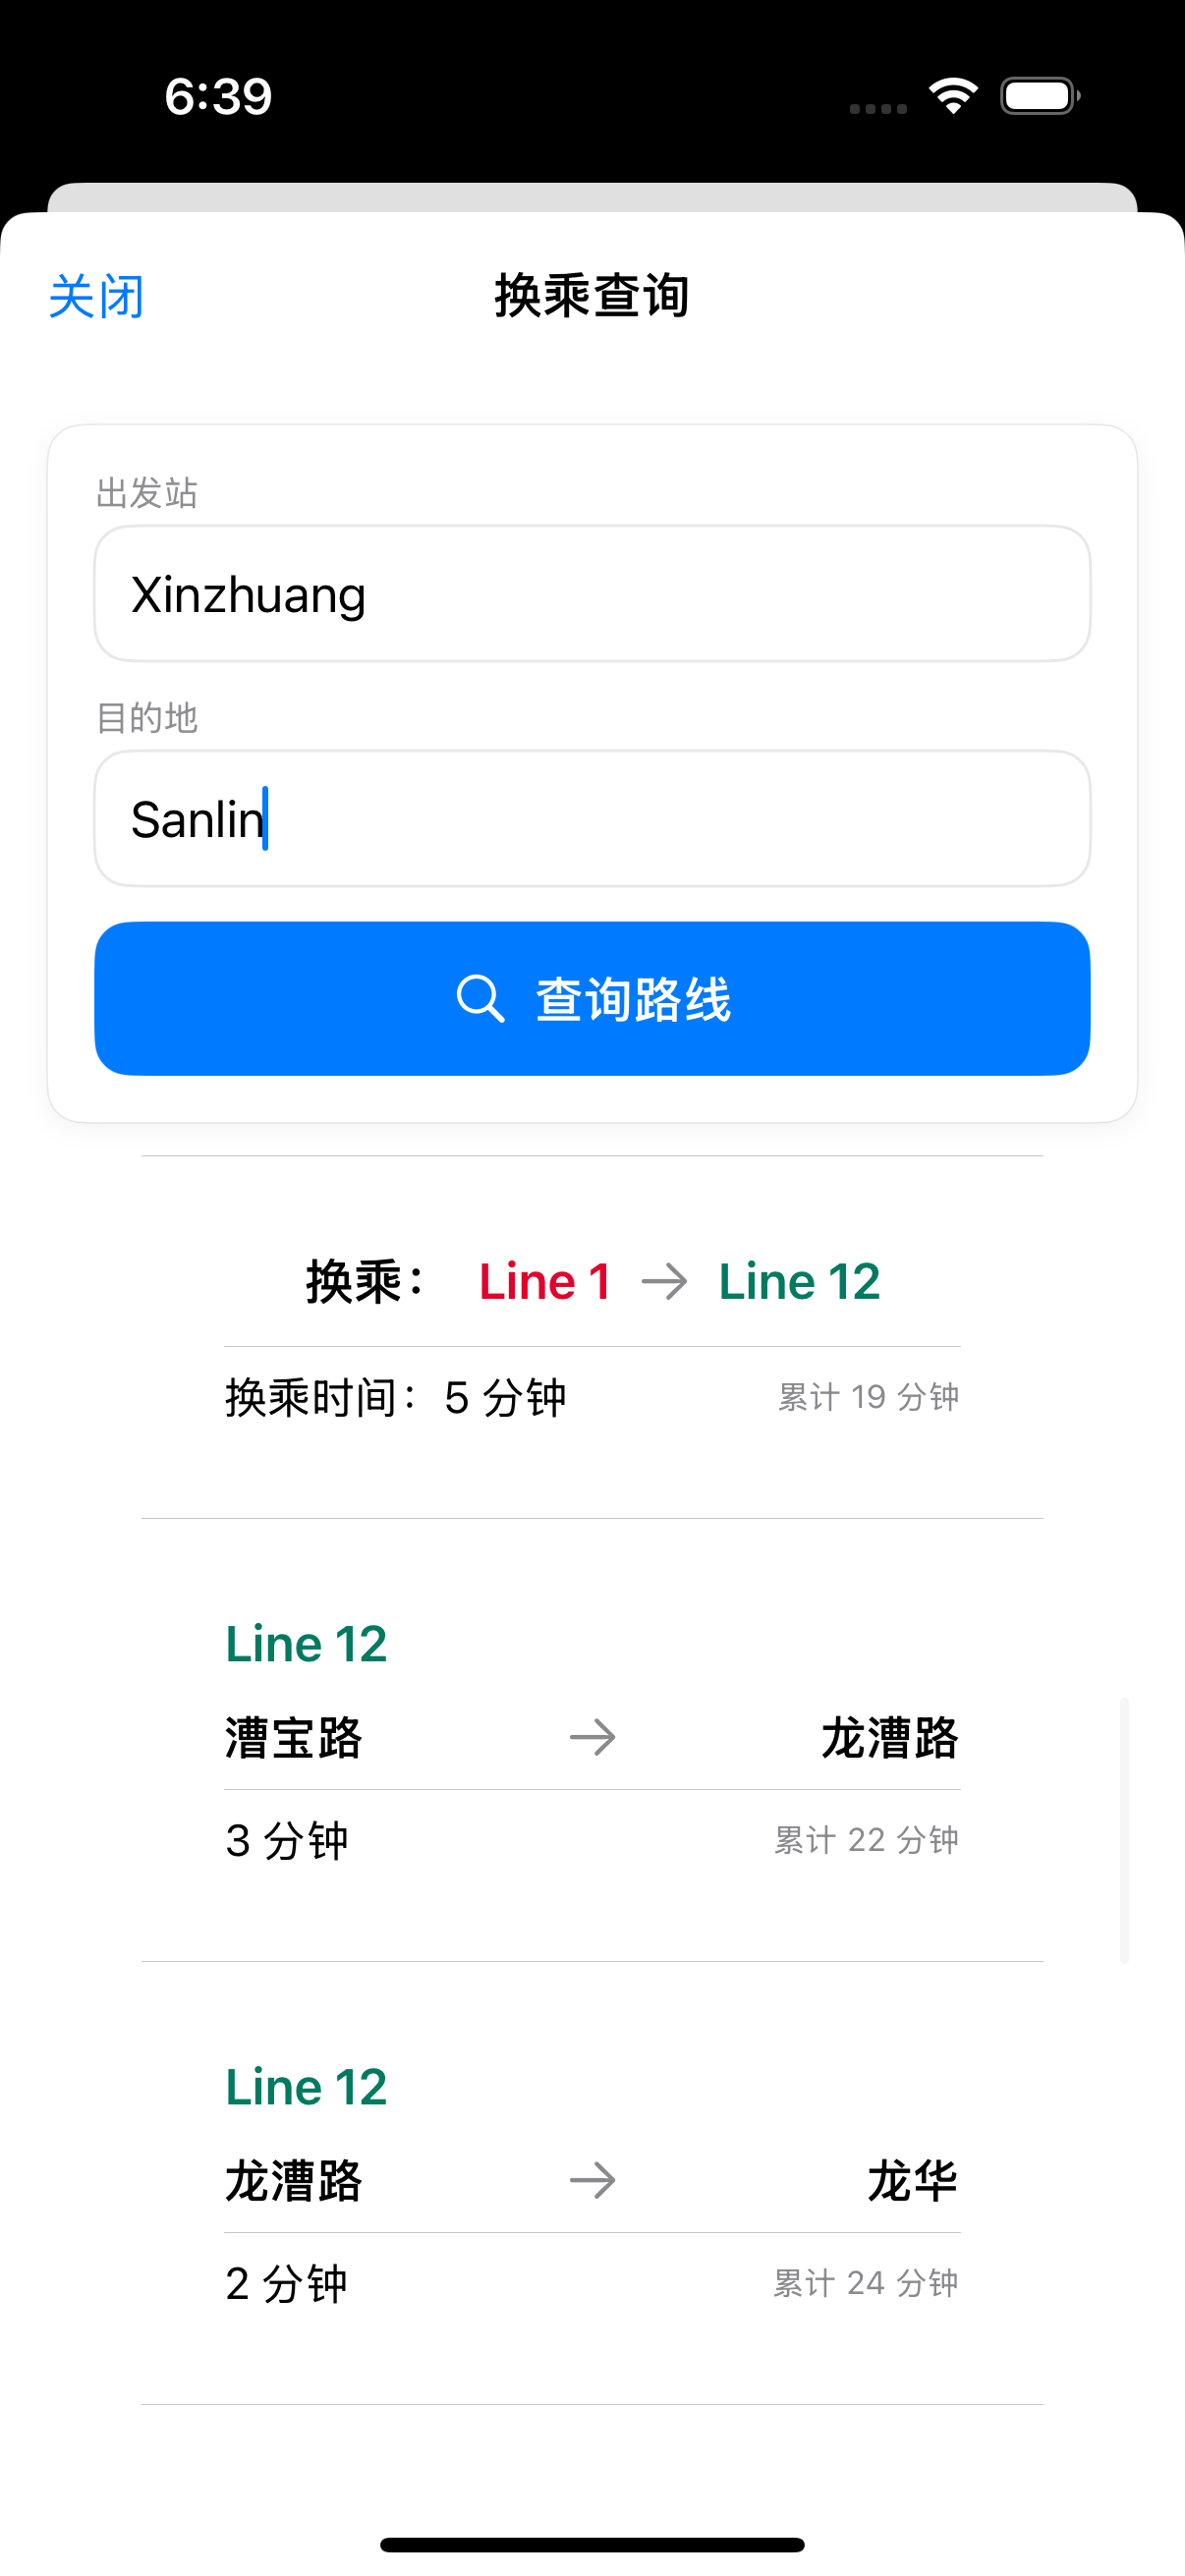 6:39
关闭
换乘查询
出发站
Xinzhuang
目的地
Sanlin
查询路线
换乘： Line 1 → Line 12
换乘时间：5 分钟 累计 19 分钟
Line 12
漕宝路 → 龙漕路
3 分钟 累计 22 分钟
Line 12
龙漕路 → 龙华
2 分钟 累计 24 分钟